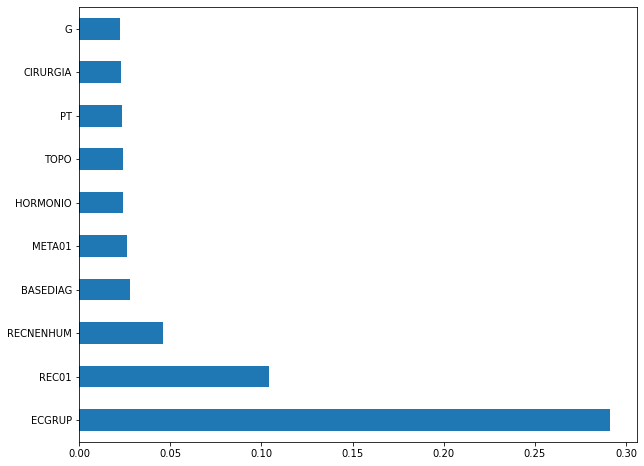 G
CIRURGIA
PT
TOPO
HORMONIO
META01
BASEDIAG
RECNENHUM
REC01
ECGRUP
0.00 0.05 0.10 0.15 0.20 0.25 0.30